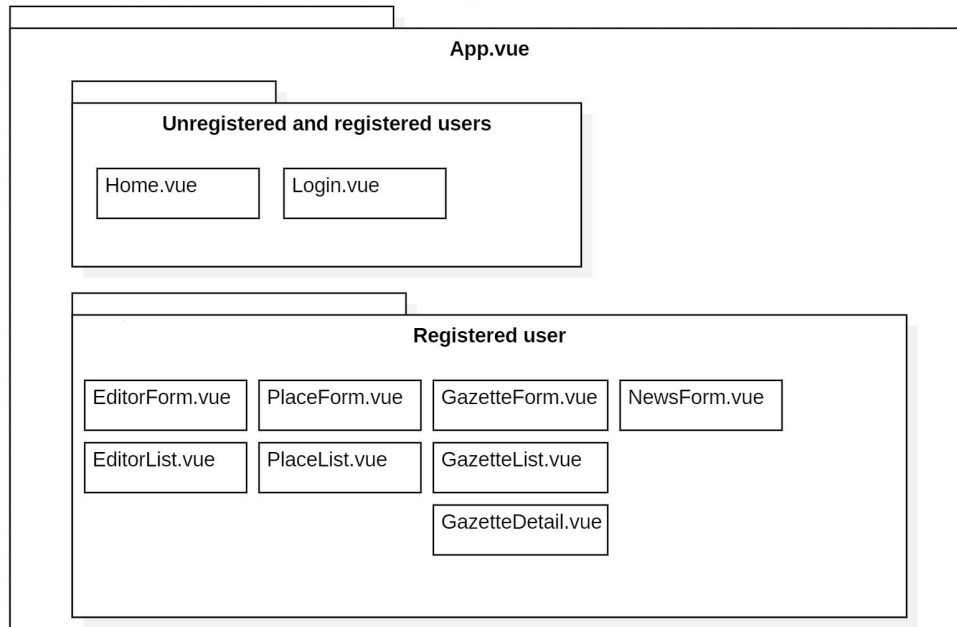 App.vue
Unregistered and registered users
Home.vue Login.vue
Registered user
EditorForm.vue PlaceForm.vue GazetteForm.vue NewsForm.vue
EditorList.vue PlaceList.vue GazetteList.vue
GazetteDetail.vue